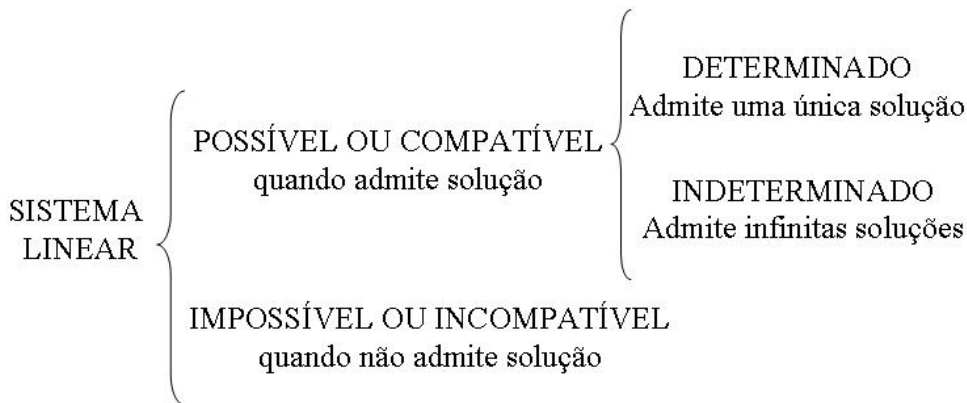 SISTEMA
LINEAR
POSSÍVEL OU COMPATÍVEL
quando admite solução
DETERMINADO
Admite uma única solução
INDETERMINADO
Admite infinitas soluções
IMPOSSÍVEL OU INCOMPATÍVEL
quando não admite solução